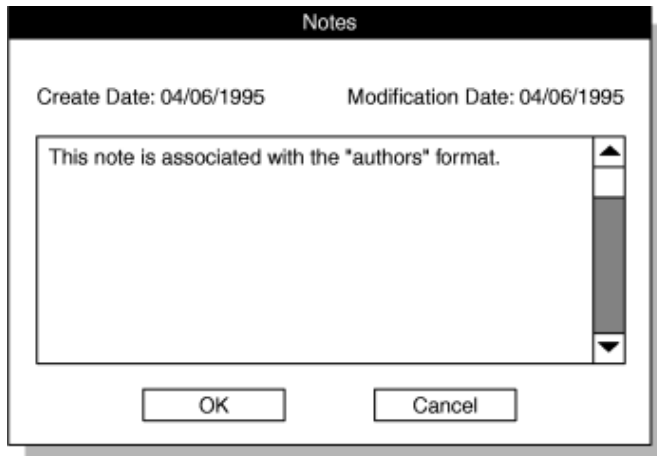 Notes
Create Date: 04/06/1995 Modification Date: 04/06/1995
This note is associated with the "authors" format.
OK Cancel